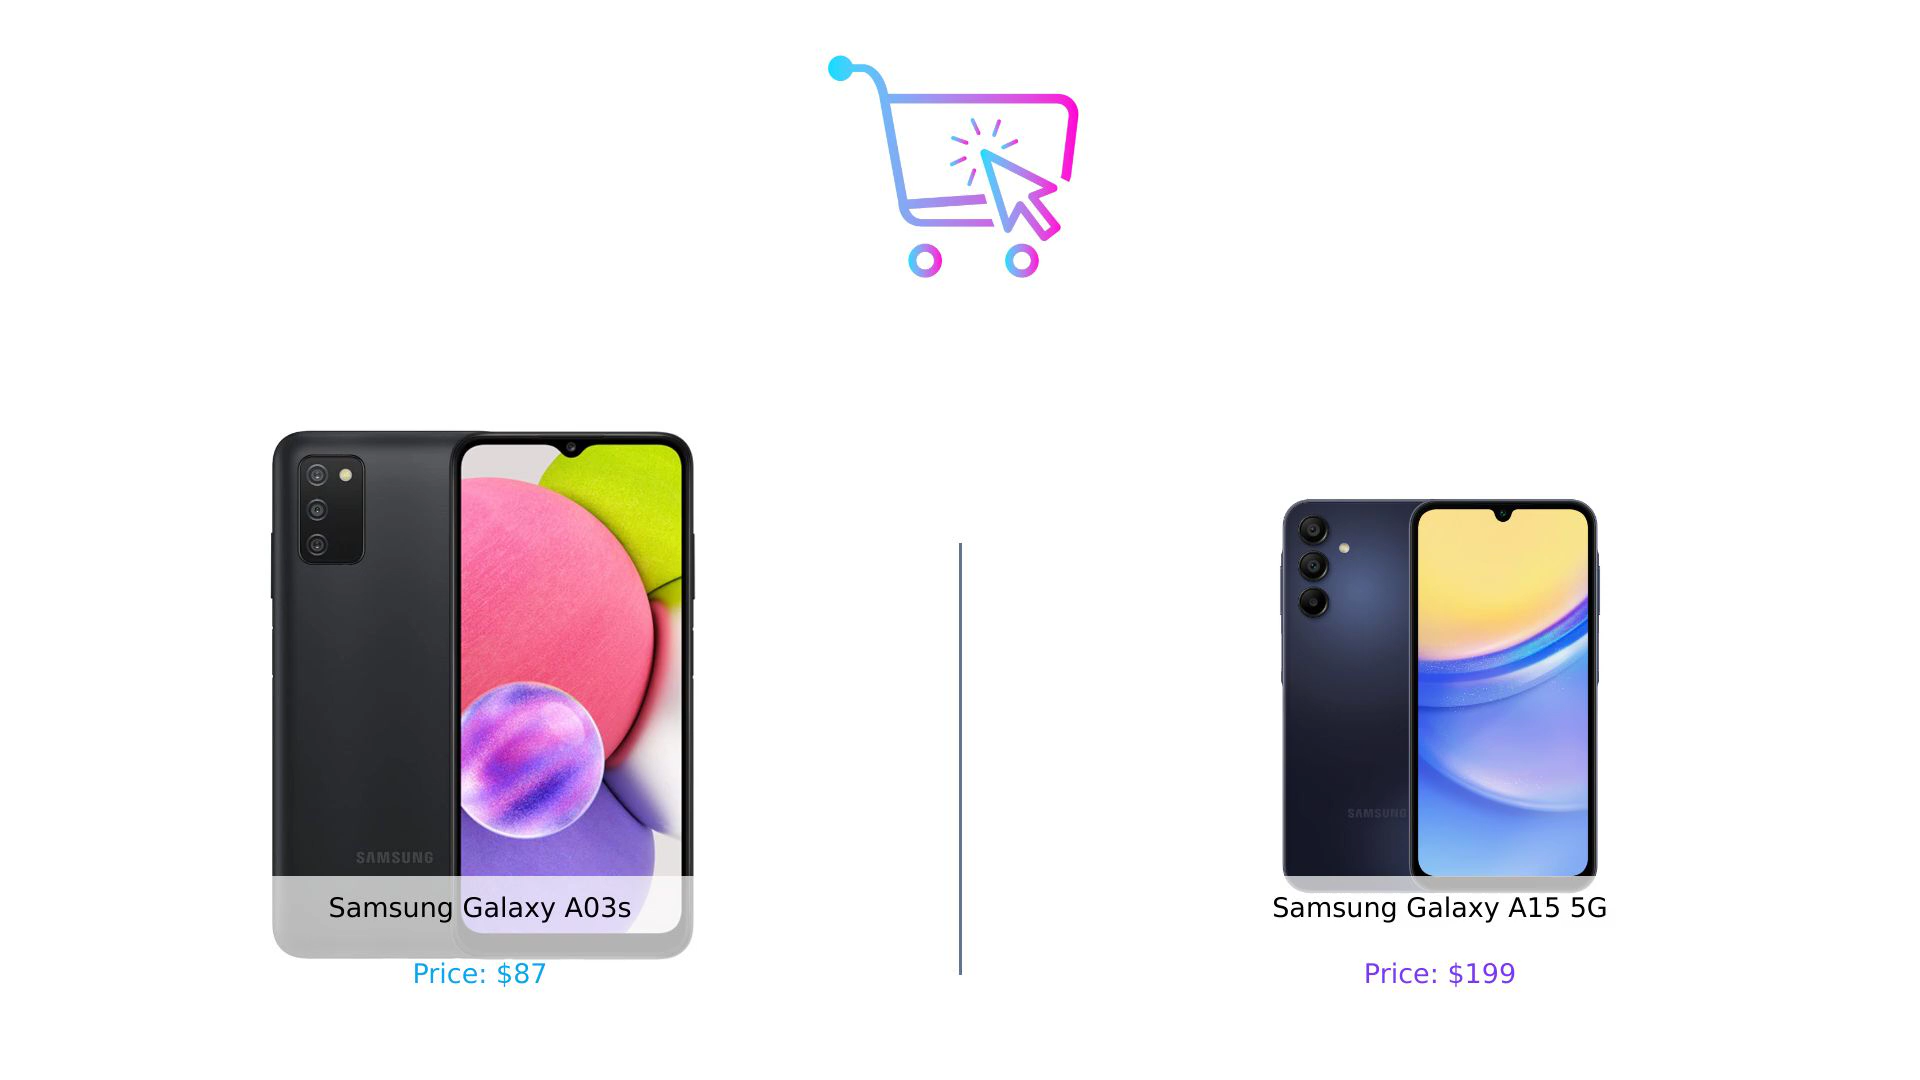 SAMSUNG
Samsung Galaxy A03s
Price: $87
SAMSUNG
Samsung Galaxy A15 5G
Price: $199